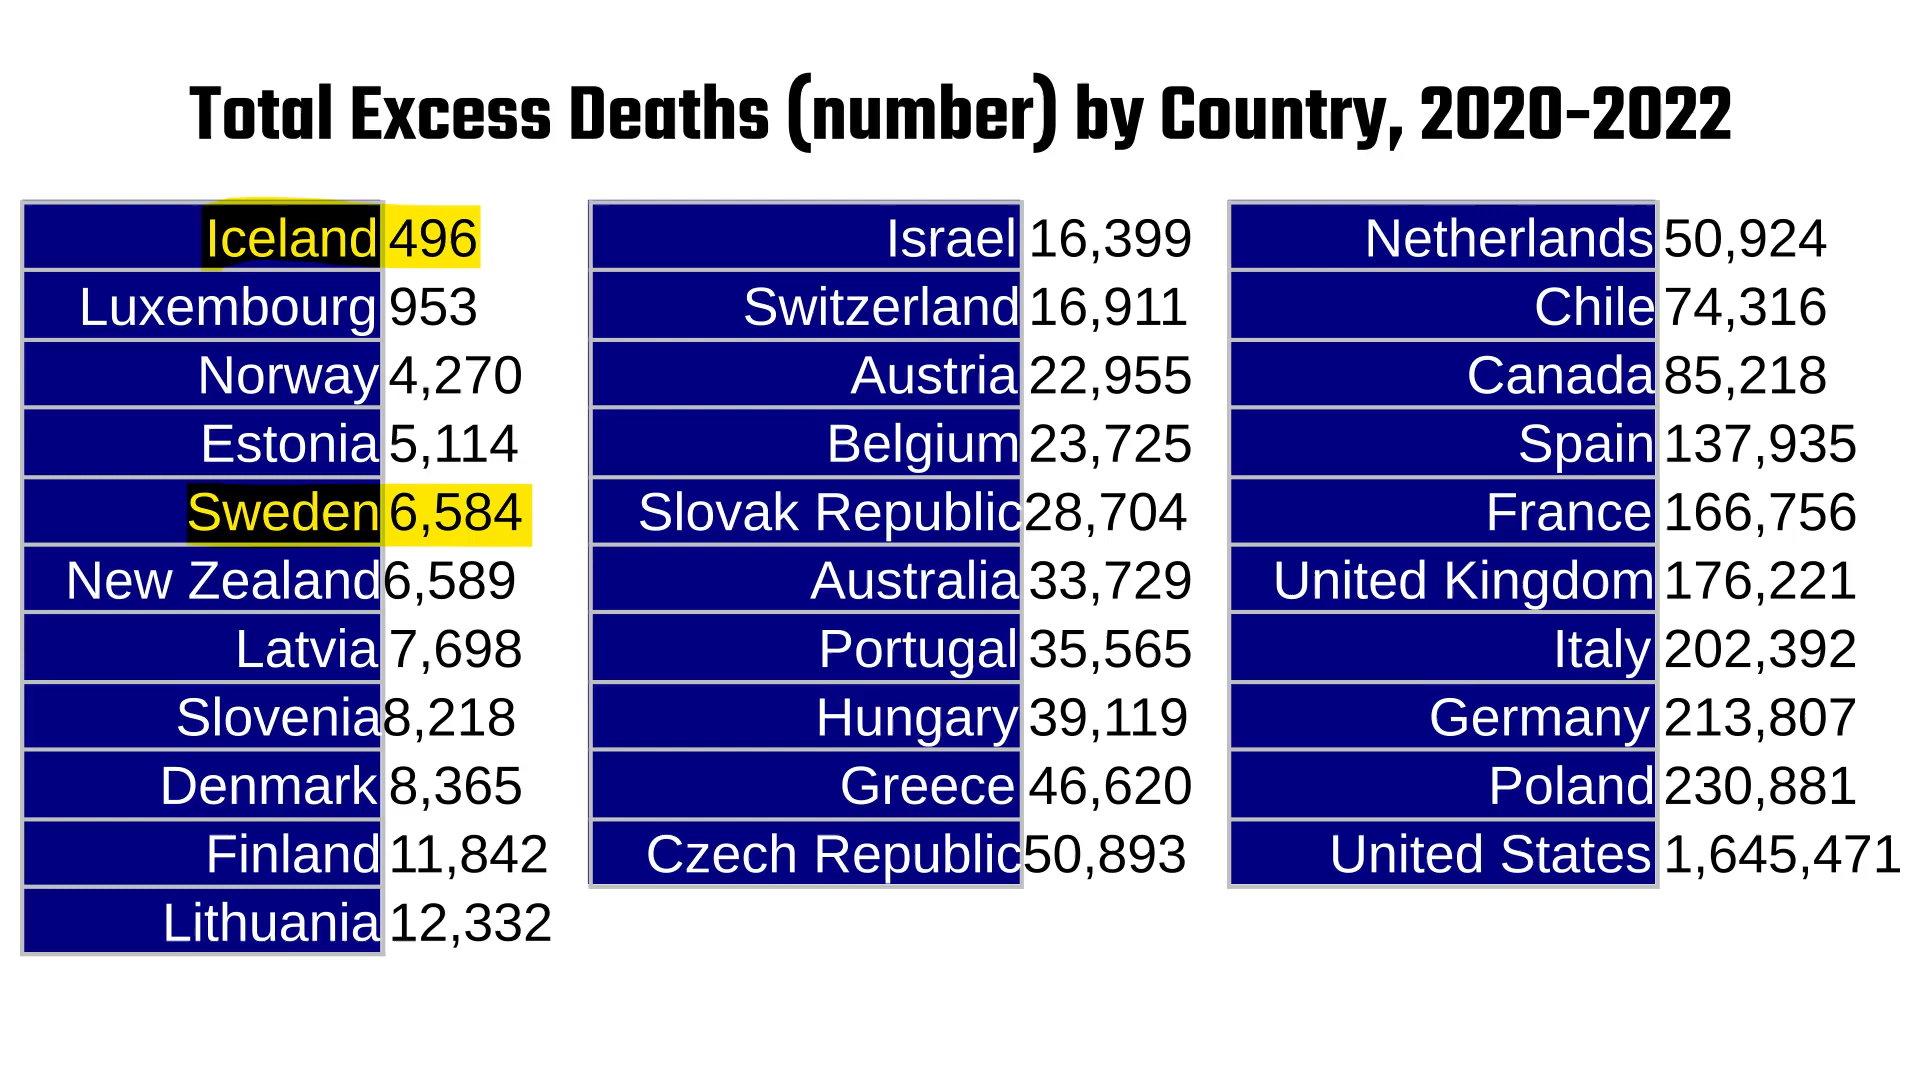 Total Excess Deaths (number) by Country, 2020-2022
Iceland 496
Luxembourg 953
Norway 4,270
Estonia 5,114
Sweden 6,584
New Zealand 6,589
Latvia 7,698
Slovenia 8,218
Denmark 8,365
Finland 11,842
Lithuania 12,332
Israel 16,399
Switzerland 16,911
Austria 22,955
Belgium 23,725
Slovak Republic 28,704
Australia 33,729
Portugal 35,565
Hungary 39,119
Greece 46,620
Czech Republic 50,893
Netherlands 50,924
Chile 74,316
Canada 85,218
Spain 137,935
France 166,756
United Kingdom 176,221
Italy 202,392
Germany 213,807
Poland 230,881
United States 1,645,471